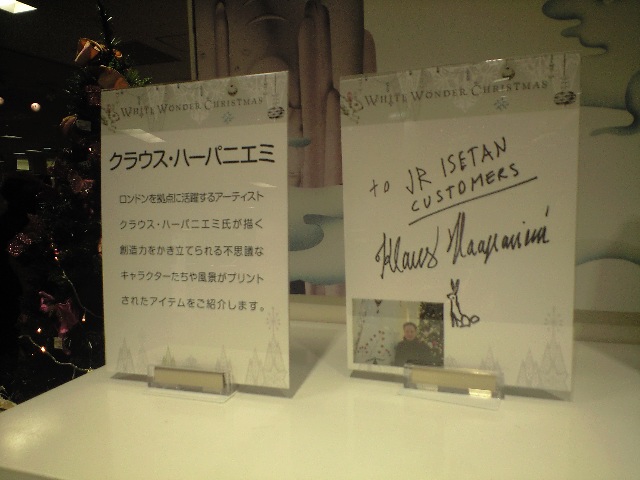 WHITE WONDER CHRISTMAS
クラウス・ハーパニエミ
ロンドンを拠点に活躍するアーティスト
クラウス・ハーパニエミ氏が描く
創造力をかき立てられる不思議な
キャラクターたちや風景がプリント
されたアイテムをご紹介します。
WHITE WONDER CHRISTMAS
to JR ISETAN
CUSTOMERS
Klaus Haapaniemi